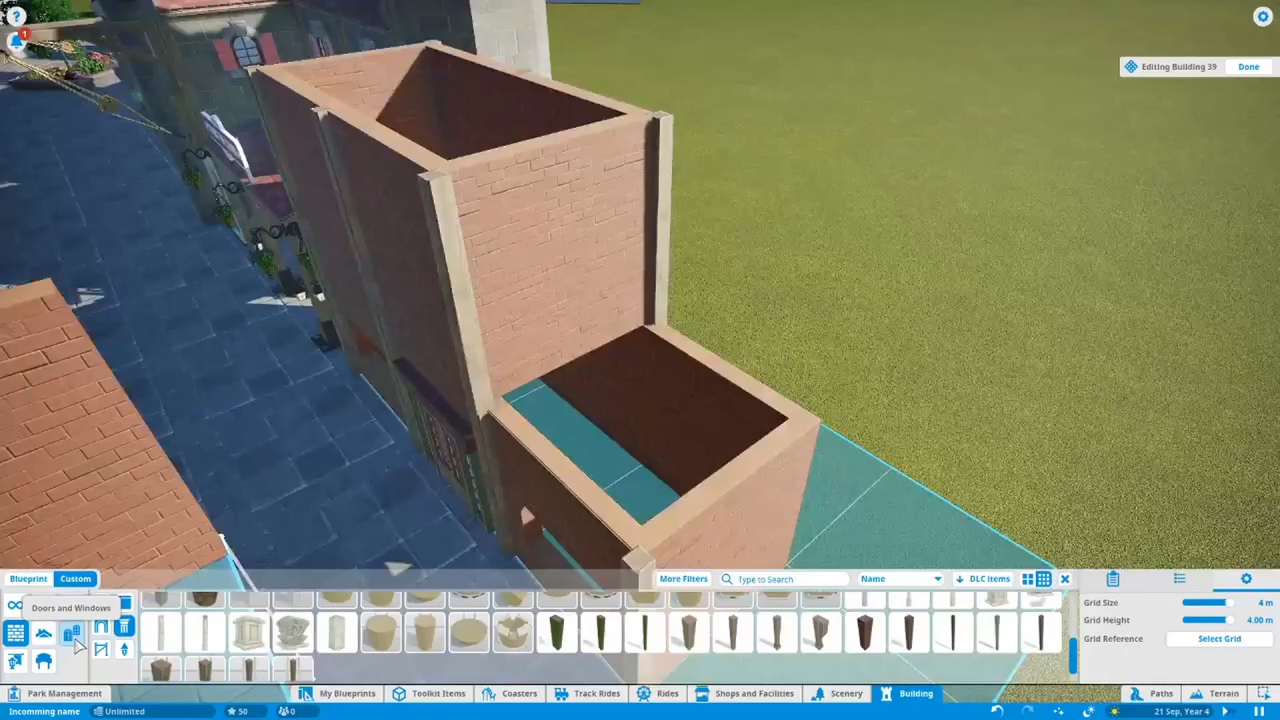 ?
1
Editing Building 39
Done
Blueprint
Custom
More Filters
Type to Search
Name
DLC items
Doors and Windows
Grid Size
4 m
Grid Height
4.00 m
Grid Reference
Select Grid
Park Management
My Blueprints
Toolkit Items
Coasters
Track Rides
Rides
Shops and Facilities
Scenery
Building
Paths
Terrain
Incoming name
Unlimited
50
0
21 Sep, Year 4